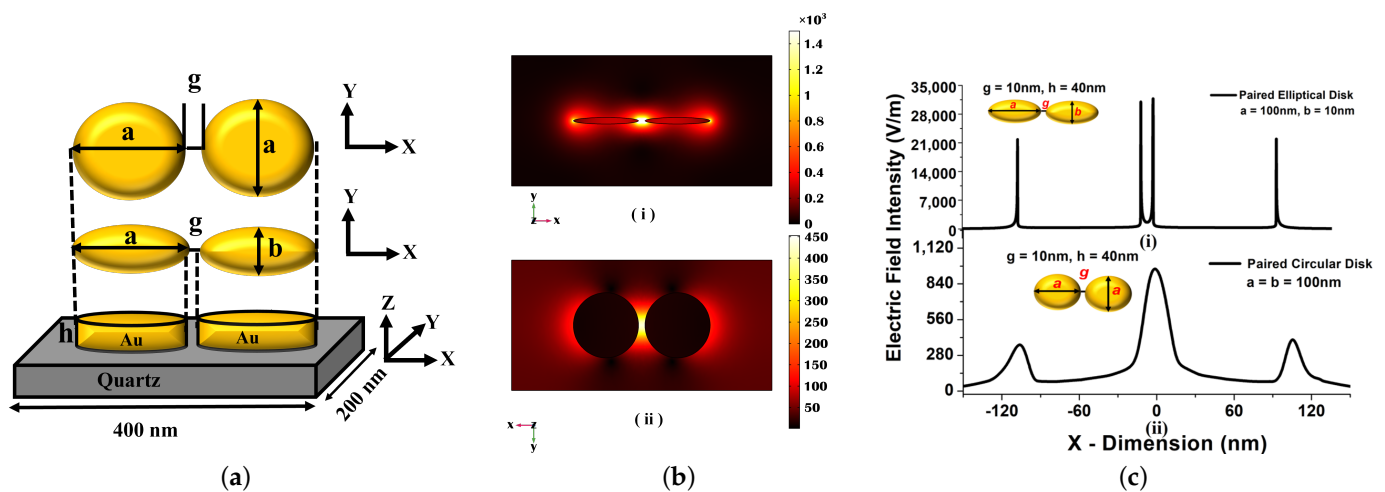 g
Y
a
a
X
g
Y
a
b
X
h
Au
Au
Z
Y
X
Quartz
200 nm
400 nm
(a)
×10³
1.4
1.2
1
0.8
0.6
0.4
0.2
0
y
z x
( i )
450
400
350
300
250
200
150
100
50
x z
y
( ii )
(b)
Electric Field Intensity (V/m)
35,000
28,000
21,000
14,000
7,000
0
g = 10nm, h = 40nm
a g b
Paired Elliptic Disk
a = 100nm, b = 10nm
(i)
1,120
840
560
280
0
g = 10nm, h = 40nm
g
a a
Paired Circular Disk
a = b = 100nm
-120 -60 0 60 120
(ii)
X - Dimension (nm)
(c)